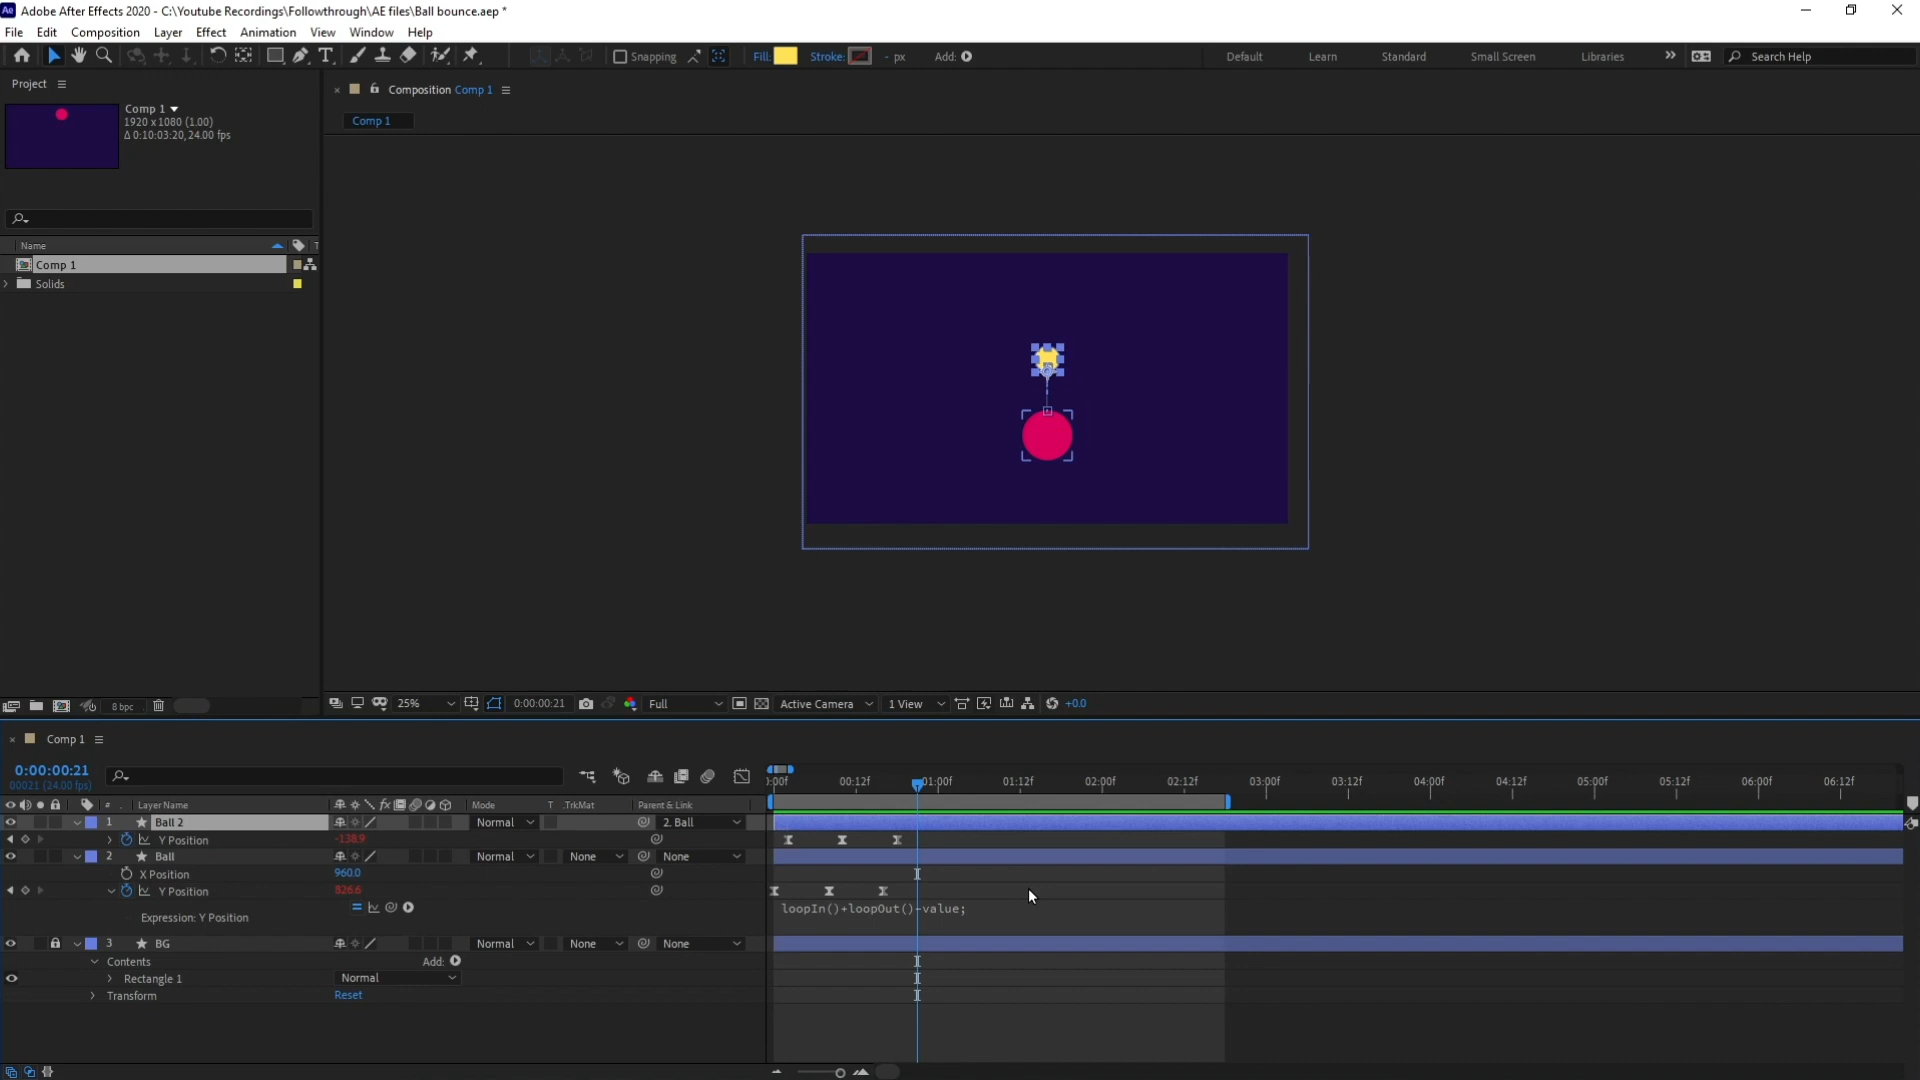 Ae Adobe After Effects 2020 - C:\Youtube Recordings\Followthrough\AE files\Ball bounce.aep *
File Edit Composition Layer Effect Animation View Window Help
Snapping Fill: Stroke: - px Add: Default Learn Standard Small Screen Libraries Search Help
Project
Composition Comp 1
Comp 1
1920 x 1080 (1.00)
Δ 0:10:03:20, 24.00 fps
Comp 1
Name T
Comp 1
Solids
8 bpc
25% 0:00:00:21 Full Active Camera 1 View +0.0
Comp 1
0:00:00:21
00021 (24.00 fps)
:00f 00:12f 01:00f 01:12f 02:00f 02:12f 03:00f 03:12f 04:00f 04:12f 05:00f 05:12f 06:00f 06:12f
# Layer Name Mode T .TrkMat Parent & Link
1 Ball 2 Normal 2. Ball
Y Position -138.9
2 Ball Normal None None
X Position 960.0
Y Position 826.6
Expression: Y Position loopIn()+loopOut()-value;
3 BG Normal None None
Contents Add:
Rectangle 1 Normal
Transform Reset